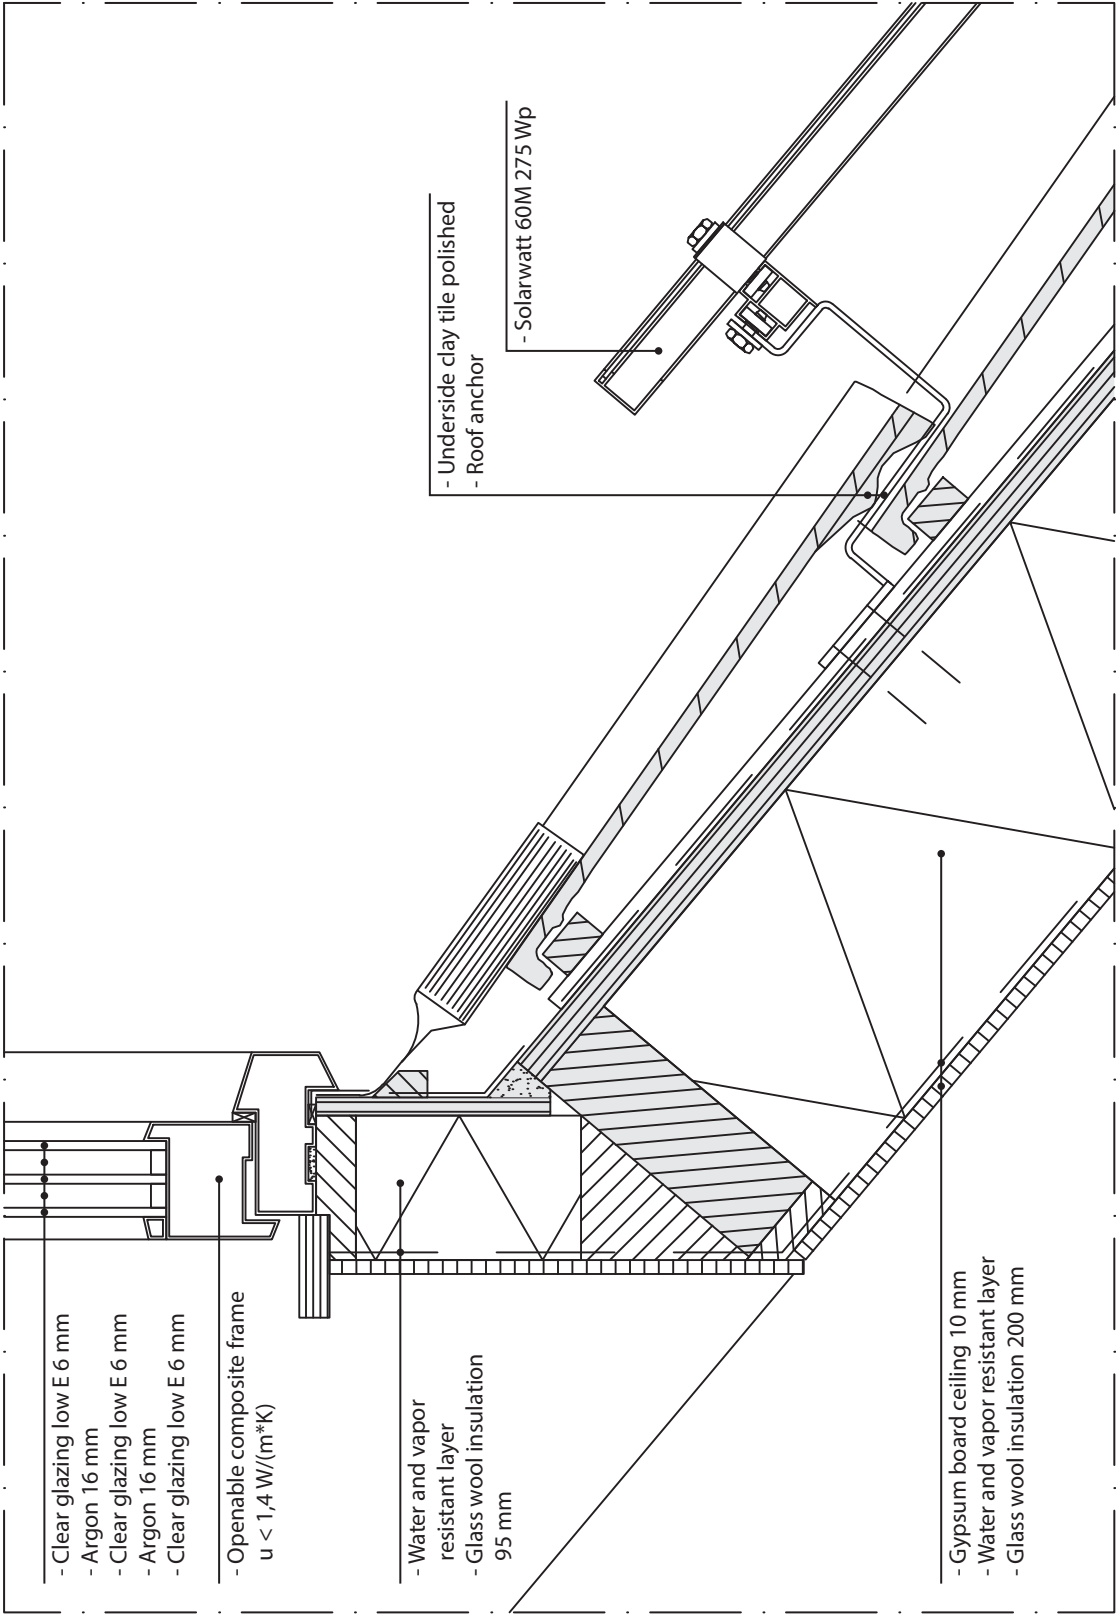 - Clear glazing low E 6 mm
- Argon 16 mm
- Clear glazing low E 6 mm
- Argon 16 mm
- Clear glazing low E 6 mm
- Openable composite frame
u < 1,4 W/(m*K)
- Water and vapor
resistant layer
- Glass wool insulation
95 mm
- Underside clay tile polished
- Roof anchor
- Solarwatt 60M 275 Wp
- Gypsum board ceiling 10 mm
- Water and vapor resistant layer
- Glass wool insulation 200 mm